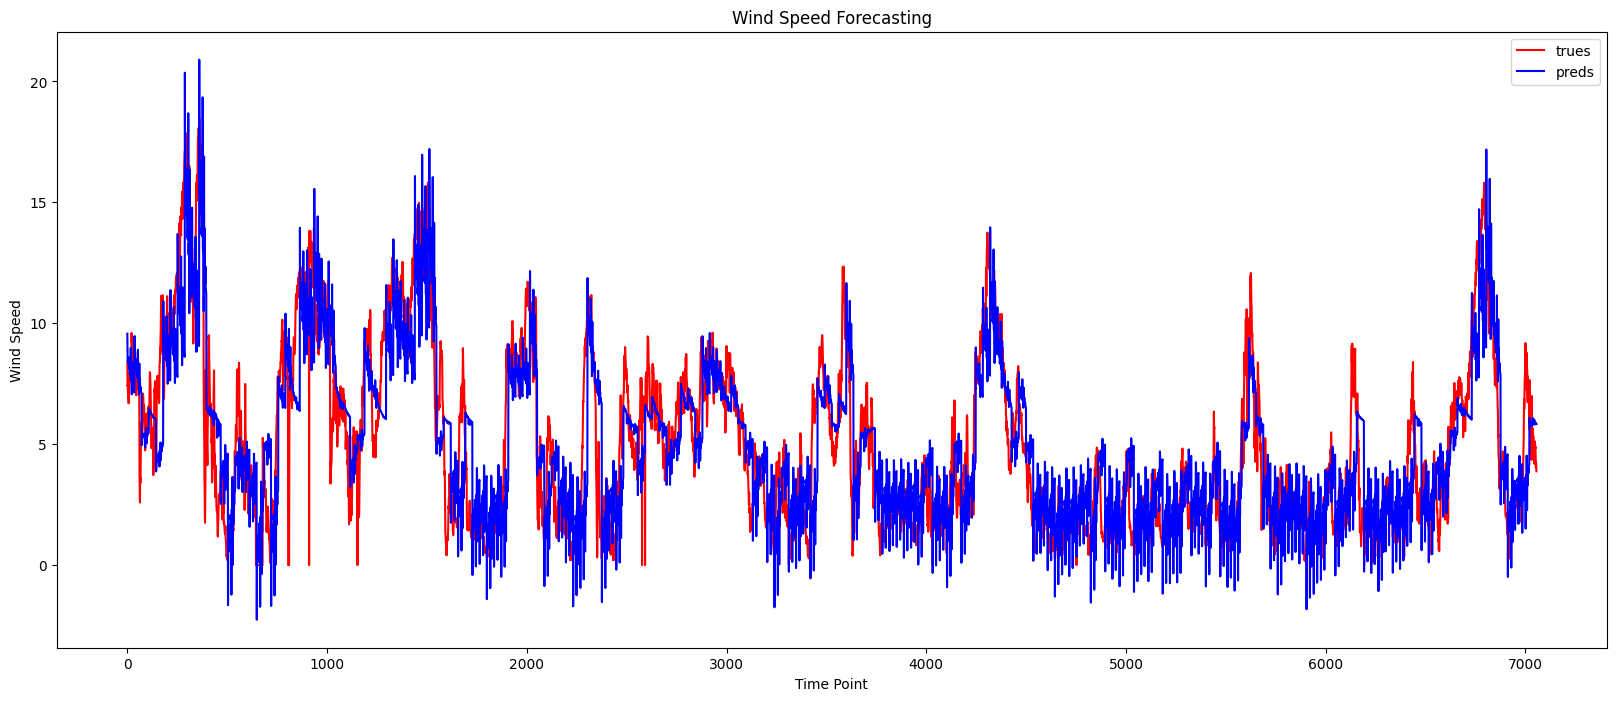 Wind Speed Forecasting
trues
preds
20
15
10
5
0
Wind Speed
0 1000 2000 3000 4000 5000 6000 7000
Time Point